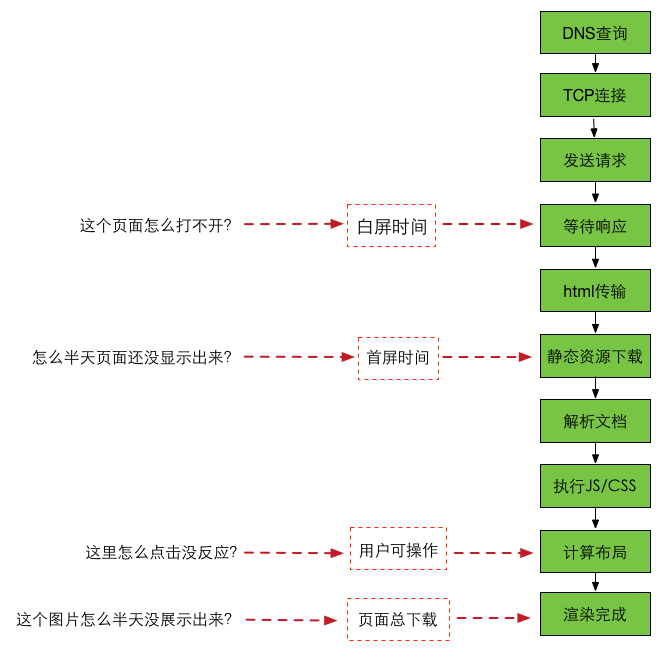 DNS查询
TCP连接
发送请求
这个页面怎么打不开?
白屏时间
等待响应
html传输
怎么半天页面还没显示出来?
首屏时间
静态资源下载
解析文档
执行JS/CSS
这里怎么点击没反应?
用户可操作
计算布局
这个图片怎么半天没展示出来?
页面总下载
渲染完成